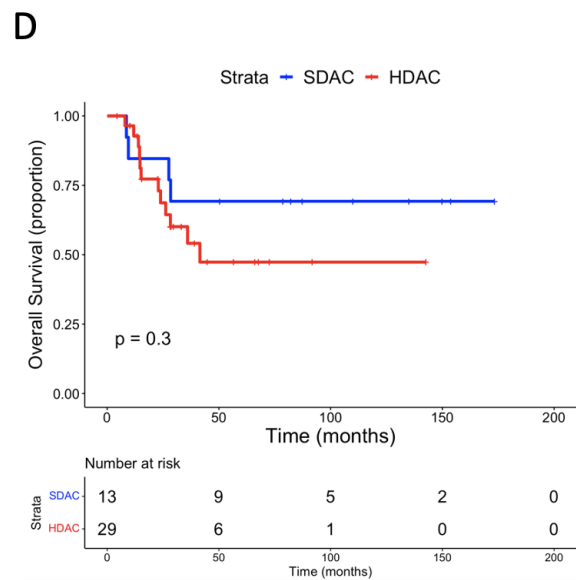 D
Strata SDAC HDAC
Overall Survival (proportion)
1.00
0.75
0.50
0.25
0.00
p = 0.3
0 50 100 150 200
Time (months)
Number at risk
Strata
SDAC 13 9 5 2 0
HDAC 29 6 1 0 0
0 50 100 150 200
Time (months)